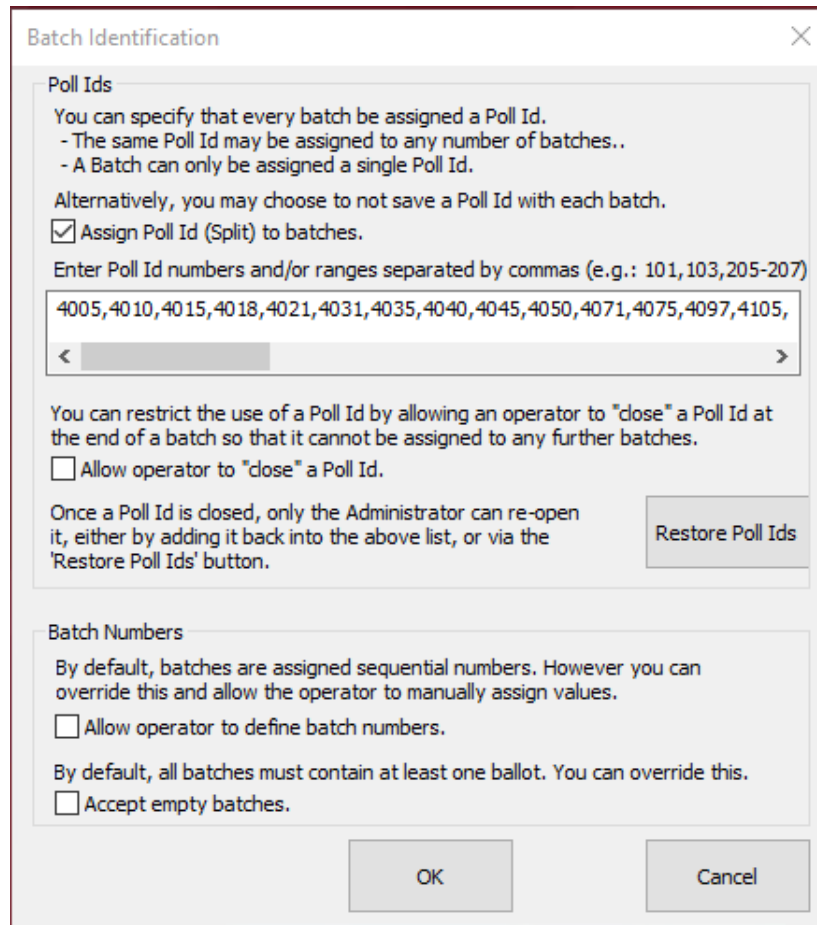 Batch Identification
Poll Ids
You can specify that every batch be assigned a Poll Id.
- The same Poll Id may be assigned to any number of batches..
- A Batch can only be assigned a single Poll Id.
Alternatively, you may choose to not save a Poll Id with each batch.
Assign Poll Id (Split) to batches.
Enter Poll Id numbers and/or ranges separated by commas (e.g.: 101,103,205-207)
4005,4010,4015,4018,4021,4031,4035,4040,4045,4050,4071,4075,4097,4105,
You can restrict the use of a Poll Id by allowing an operator to "close" a Poll Id at
the end of a batch so that it cannot be assigned to any further batches.
Allow operator to "close" a Poll Id.
Once a Poll Id is closed, only the Administrator can re-open
it, either by adding it back into the above list, or via the
'Restore Poll Ids' button.
Restore Poll Ids
Batch Numbers
By default, batches are assigned sequential numbers. However you can
override this and allow the operator to manually assign values.
Allow operator to define batch numbers.
By default, all batches must contain at least one ballot. You can override this.
Accept empty batches.
OK
Cancel